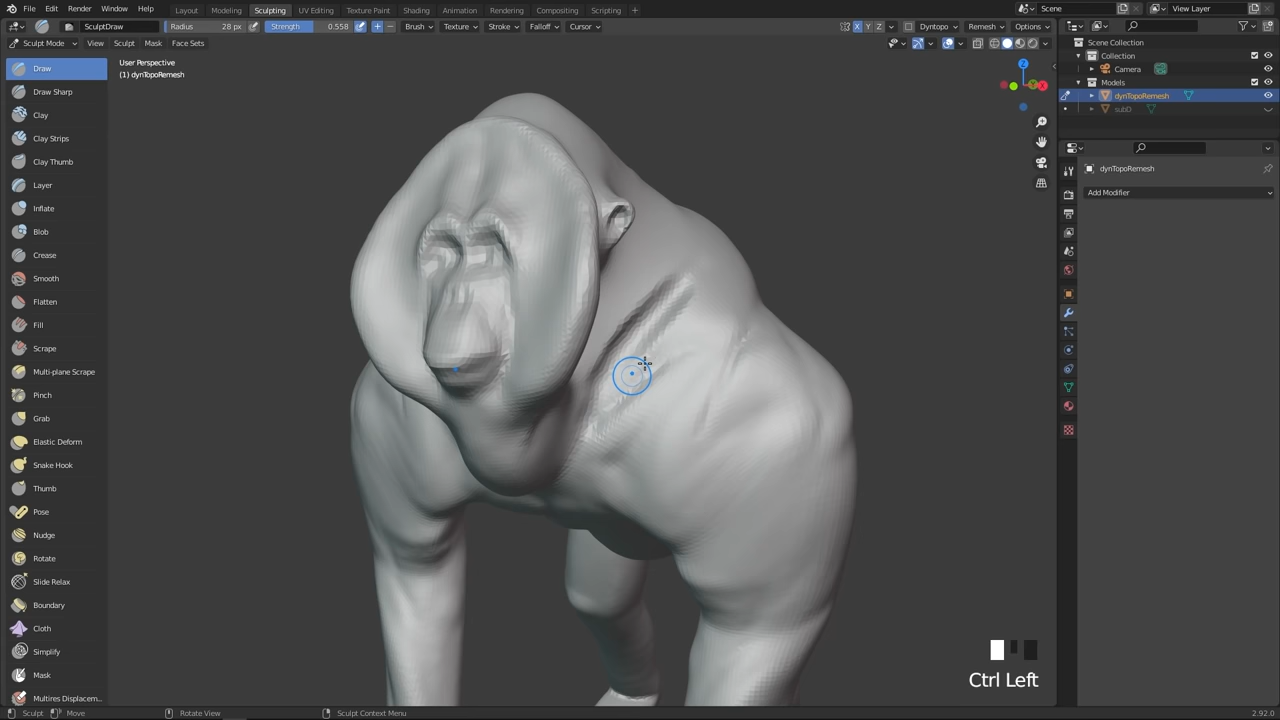 File Edit Render Window Help Layout Modeling Sculpting UV Editing Texture Paint Shading Animation Rendering Compositing Scripting + Scene View Layer
SculptDraw Radius 28 px Strength 0.558 Brush Texture Stroke Falloff Cursor X Y Z Dyntopo Remesh Options
Sculpt Mode View Sculpt Mask Face Sets
Scene Collection
Collection
Camera
Models
dynTopoRemesh
subD
User Perspective
(1) dynTopoRemesh
Z
Y
X
Draw
Draw Sharp
Clay
Clay Strips
Clay Thumb
Layer
Inflate
Blob
Crease
Smooth
Flatten
Fill
Scrape
Multi-plane Scrape
Pinch
Grab
Elastic Deform
Snake Hook
Thumb
Pose
Nudge
Rotate
Slide Relax
Boundary
Cloth
Simplify
Mask
Multires Displacem...
dynTopoRemesh
Add Modifier
Ctrl Left
Sculpt Move Rotate View Sculpt Context Menu 2.92.0